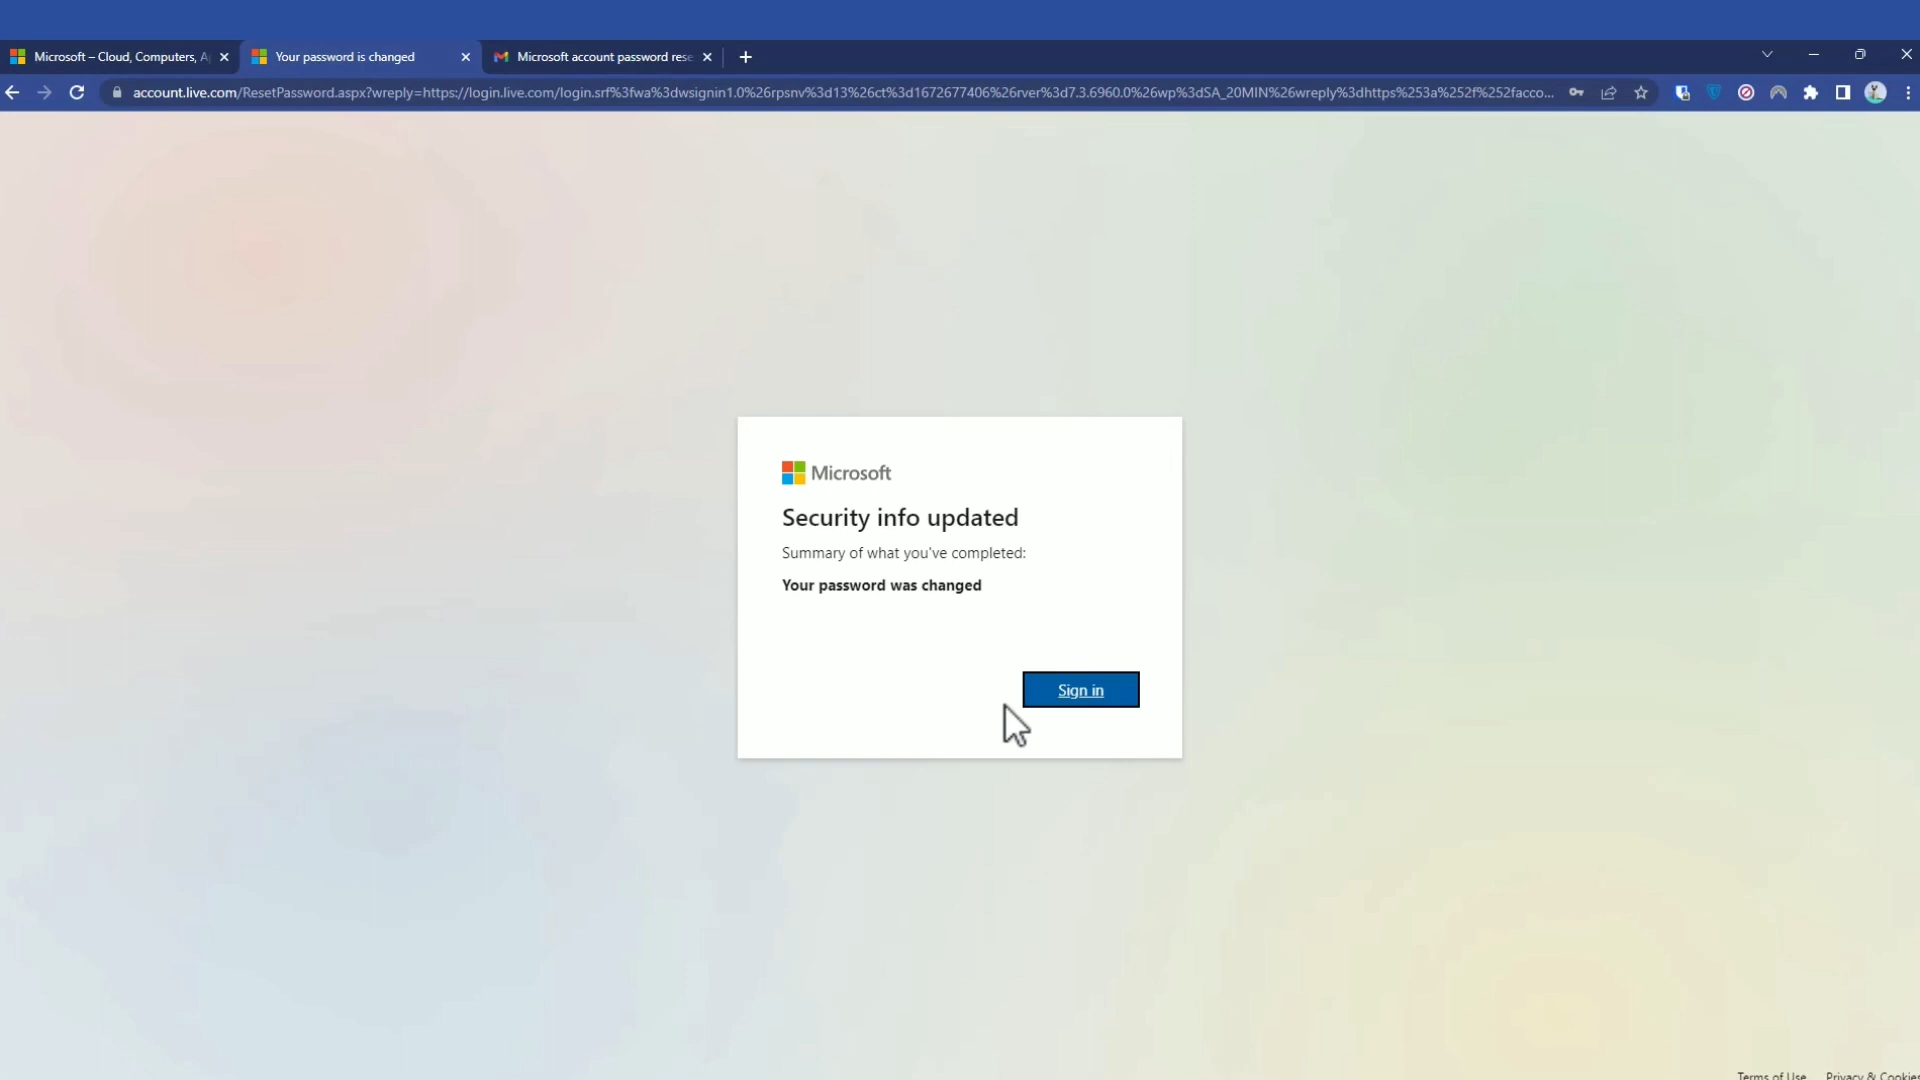 Microsoft – Cloud, Computers, A
Your password is changed
Microsoft account password rese
account.live.com/ResetPassword.aspx?wreply=https://login.live.com/login.srf%3fwa%3dwsignin1.0%26rpsnv%3d13%26ct%3d1672677406%26rver%3d7.3.6960.0%26wp%3dSA_20MIN%26wreply%3dhttps%253a%252f%252facco...
Microsoft
Security info updated
Summary of what you've completed:
Your password was changed
Sign in
Terms of Use Privacy & Cookies